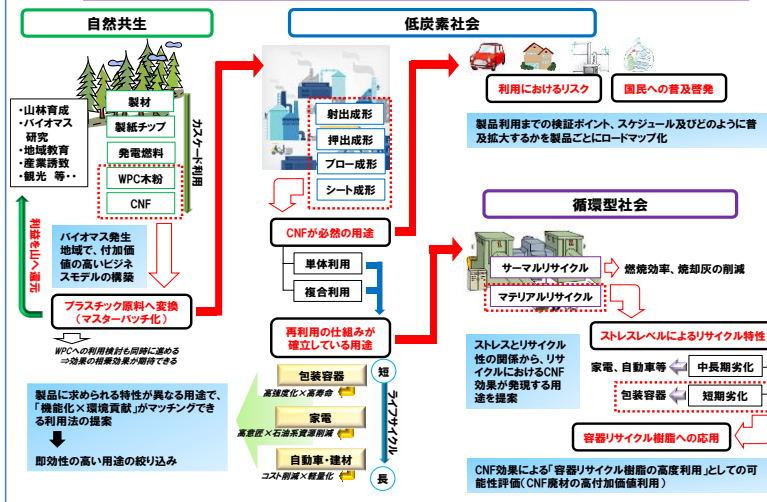 自然共生
・山林育成
・バイオマス
研究
・地域教育
・産業誘致
・観光 等・・
製材
製紙チップ
発電燃料
WPC木粉
CNF
カスケード利用
利益を山へ還元
バイオマス発生
地域で、付加価
値の高いビジネ
スモデルの構築
プラスチック原料へ変換
（マスターバッチ化）
WPCへの利用検討も同時に進める
⇒効果の相乗効果が期待できる
製品に求められる特性が異なる用途で、
「機能化×環境貢献」がマッチングでき
る利用法の提案
即効性の高い用途の絞り込み
低炭素社会
射出成形
押出成形
ブロー成形
シート成形
CNFが必然の用途
単体利用
複合利用
再利用の仕組みが
確立している用途
包装容器
高強度化×高寿命
家電
高意匠×石油系資源削減
自動車・建材
コスト削減×軽量化
短
ライフサイクル
長
利用におけるリスク
国民への普及啓発
製品利用までの検証ポイント、スケジュール及びどのように普
及拡大するかを製品ごとにロードマップ化
循環型社会
サーマルリサイクル
燃焼効率、焼却灰の削減
マテリアルリサイクル
ストレスとリサイクル
性の関係から、リサ
イクルにおけるCNF
効果が発現する用
途を提案
ストレスレベルによるリサイクル特性
家電、自動車等
中長期劣化
包装容器
短期劣化
容器リサイクル樹脂への応用
CNF効果による「容器リサイクル樹脂の高度利用」としての可
能性評価（CNF廃材の高付加価値利用）